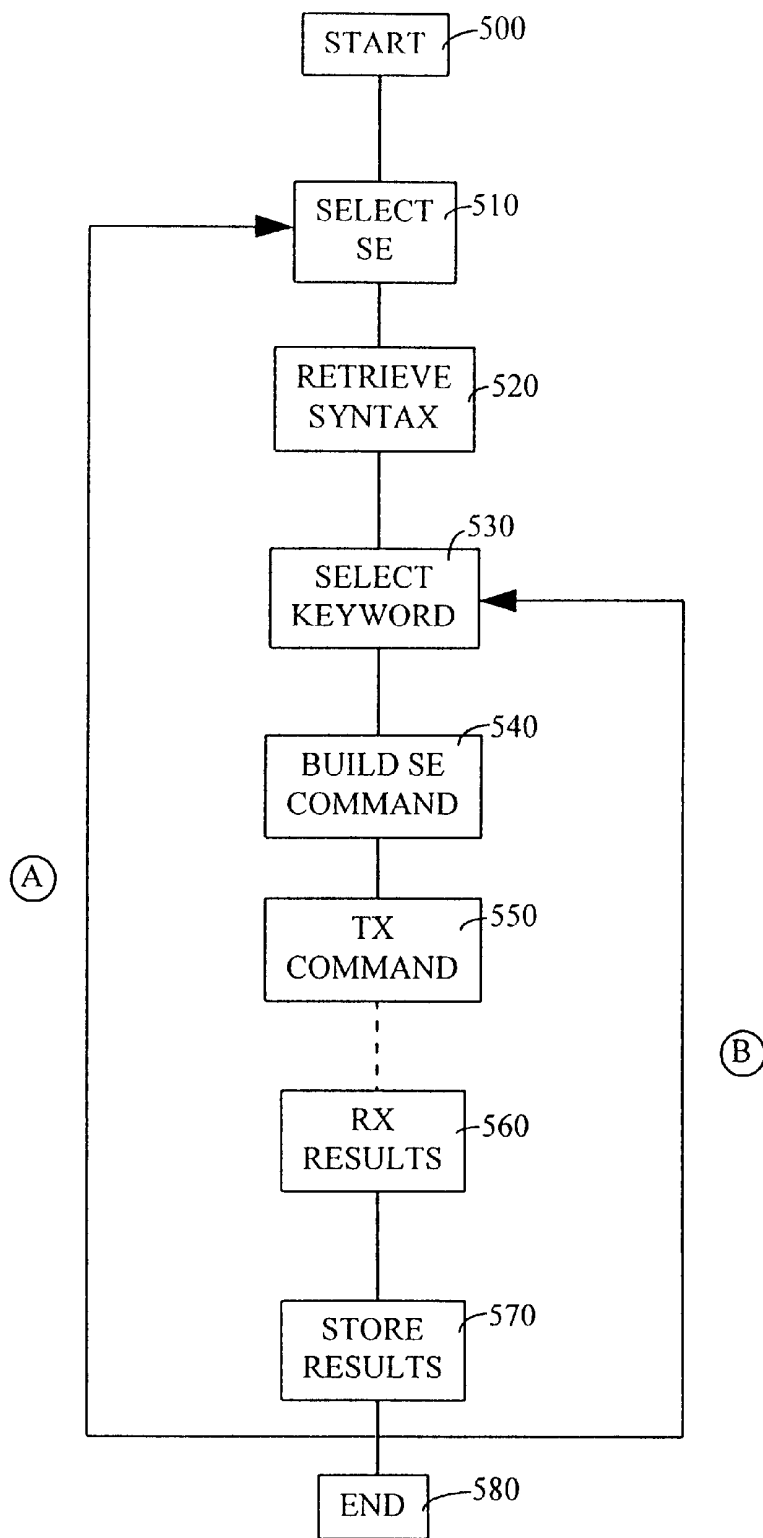 START
500
SELECT
SE
510
RETRIEVE
SYNTAX
520
530
SELECT
KEYWORD
540
BUILD SE
COMMAND
A
TX
COMMAND
550
B
RX
RESULTS
560
STORE
RESULTS
570
END
580